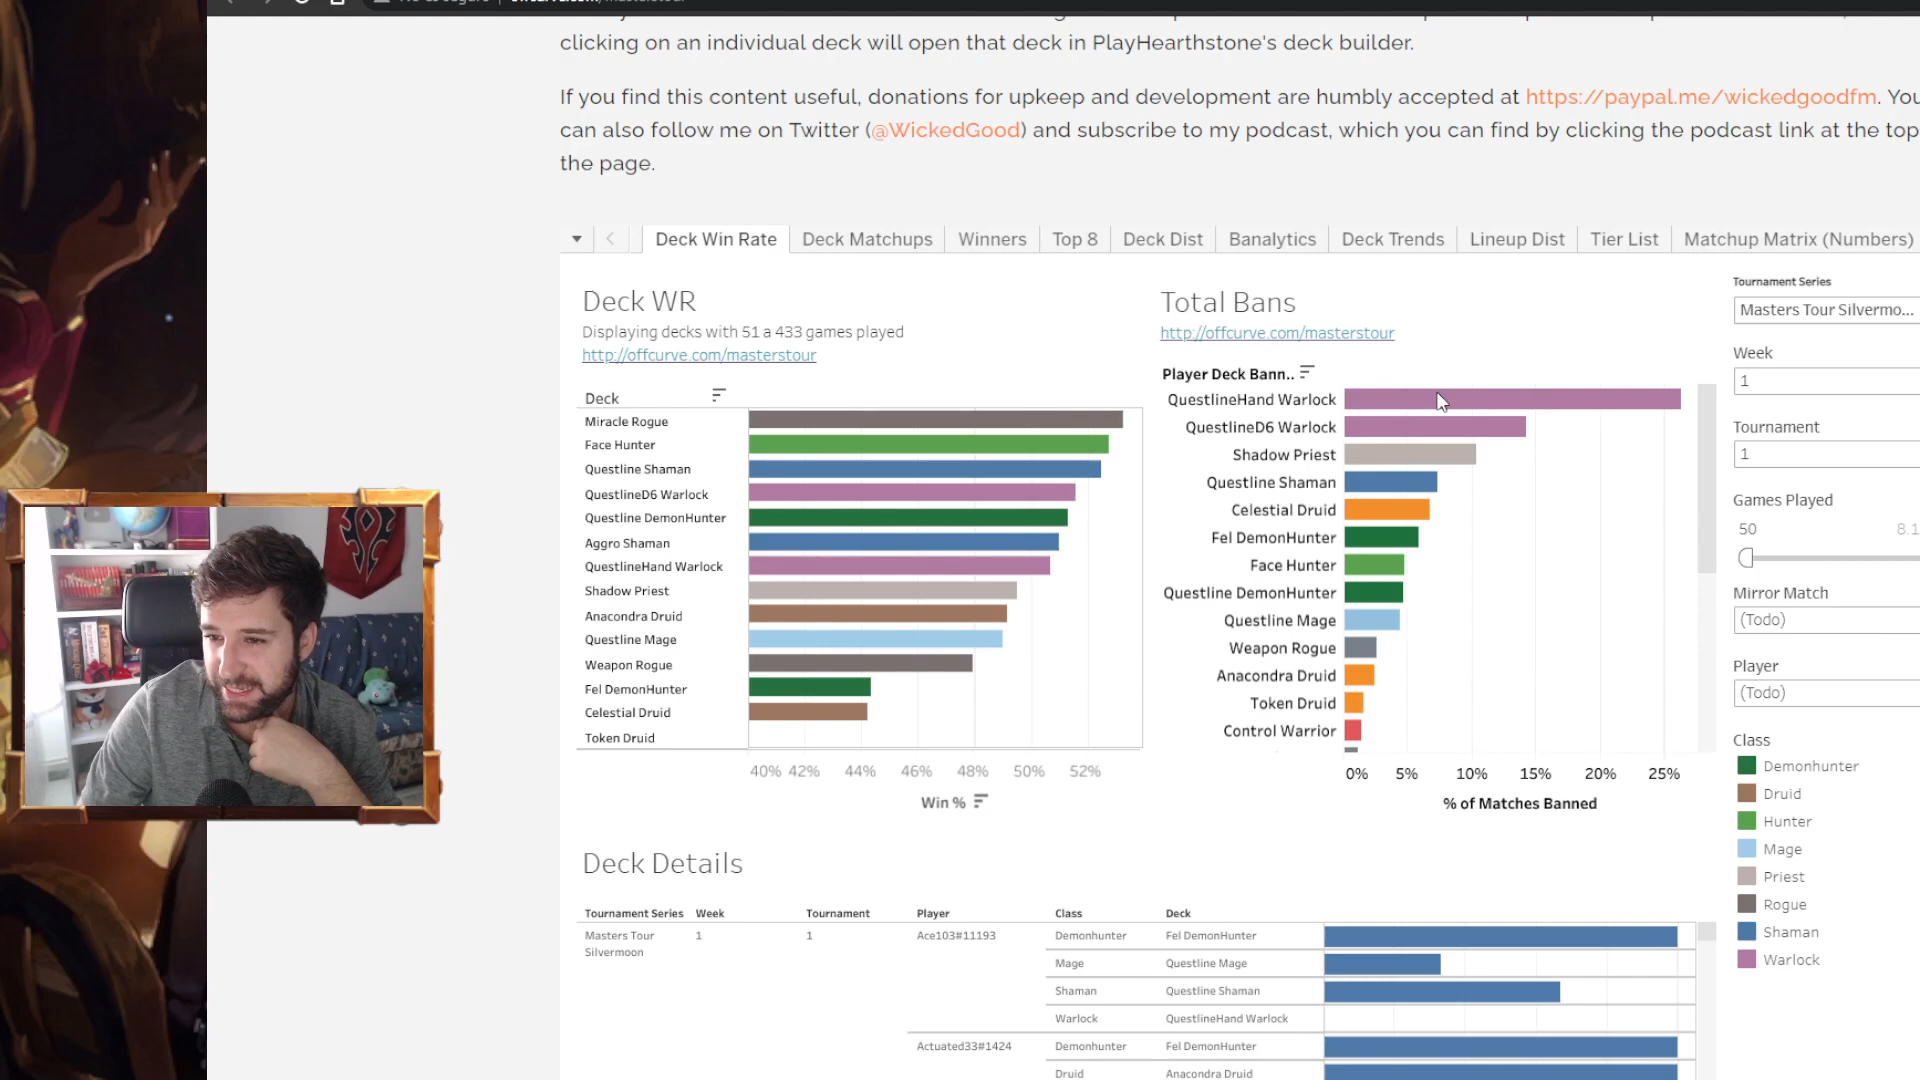 clicking on an individual deck will open that deck in PlayHearthstone's deck builder.
If you find this content useful, donations for upkeep and development are humbly accepted at https://paypal.me/wickedgoodfm. You
can also follow me on Twitter (@WickedGood) and subscribe to my podcast, which you can find by clicking the podcast link at the top
the page.
Deck Win Rate Deck Matchups Winners Top 8 Deck Dist Banalytics Deck Trends Lineup Dist Tier List Matchup Matrix (Numbers)
Deck WR
Displaying decks with 51 a 433 games played
http://offcurve.com/masterstour
Deck
Miracle Rogue
Face Hunter
Questline Shaman
QuestlineD6 Warlock
Questline DemonHunter
Aggro Shaman
QuestlineHand Warlock
Shadow Priest
Anacondra Druid
Questline Mage
Weapon Rogue
Fel DemonHunter
Celestial Druid
Token Druid
40% 42% 44% 46% 48% 50% 52%
Win %
Total Bans
http://offcurve.com/masterstour
Player Deck Bann..
QuestlineHand Warlock
QuestlineD6 Warlock
Shadow Priest
Questline Shaman
Celestial Druid
Fel DemonHunter
Face Hunter
Questline DemonHunter
Questline Mage
Weapon Rogue
Anacondra Druid
Token Druid
Control Warrior
0% 5% 10% 15% 20% 25%
% of Matches Banned
Tournament Series
Masters Tour Silvermo...
Week
1
Tournament
1
Games Played
50 8.1
Mirror Match
(Todo)
Player
(Todo)
Class
Demonhunter
Druid
Hunter
Mage
Priest
Rogue
Shaman
Warlock
Deck Details
Tournament Series Week Tournament Player Class Deck
Masters Tour 1 1 Ace103#11193 Demonhunter Fel DemonHunter
Silvermoon
Mage Questline Mage
Shaman Questline Shaman
Warlock QuestlineHand Warlock
Actuated33#1424 Demonhunter Fel DemonHunter
Druid Anacondra Druid